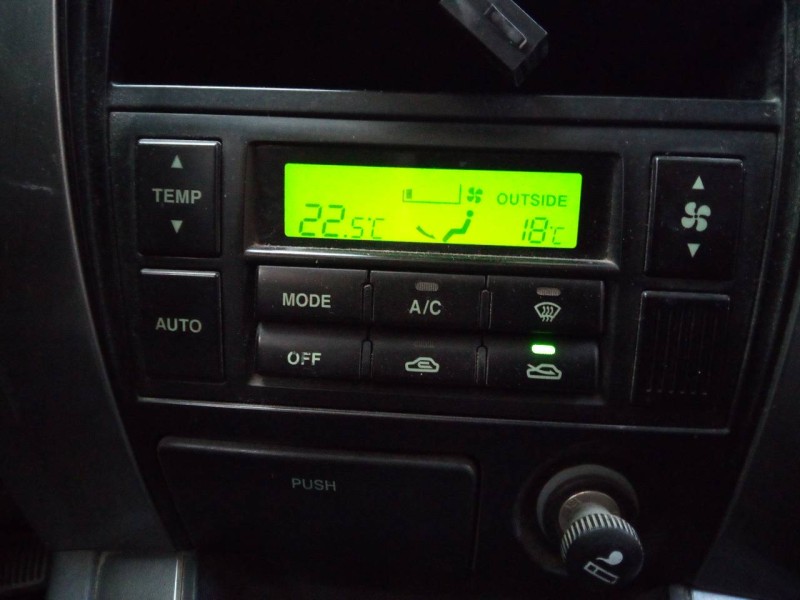 TEMP
OUTSIDE
22.5°C
18°C
AUTO
MODE
A/C
OFF
PUSH